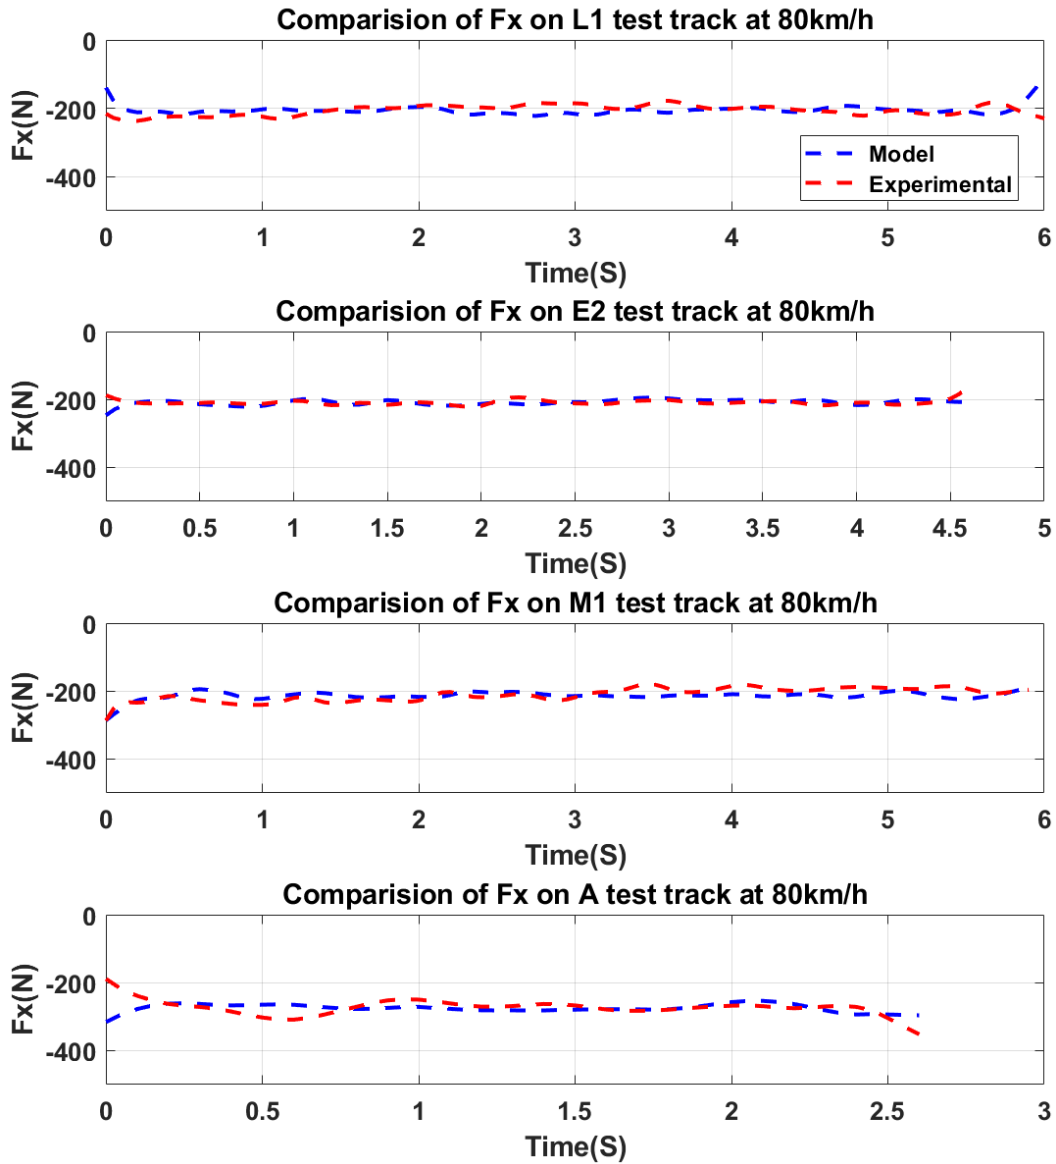 Comparision of Fx on L1 test track at 80km/h
0
-200
-400
Fx(N)
Model
Experimental
0 1 2 3 4 5 6
Time(S)
Comparision of Fx on E2 test track at 80km/h
0
-200
-400
Fx(N)
0 0.5 1 1.5 2 2.5 3 3.5 4 4.5 5
Time(S)
Comparision of Fx on M1 test track at 80km/h
0
-200
-400
Fx(N)
0 1 2 3 4 5 6
Time(S)
Comparision of Fx on A test track at 80km/h
0
-200
-400
Fx(N)
0 0.5 1 1.5 2 2.5 3
Time(S)